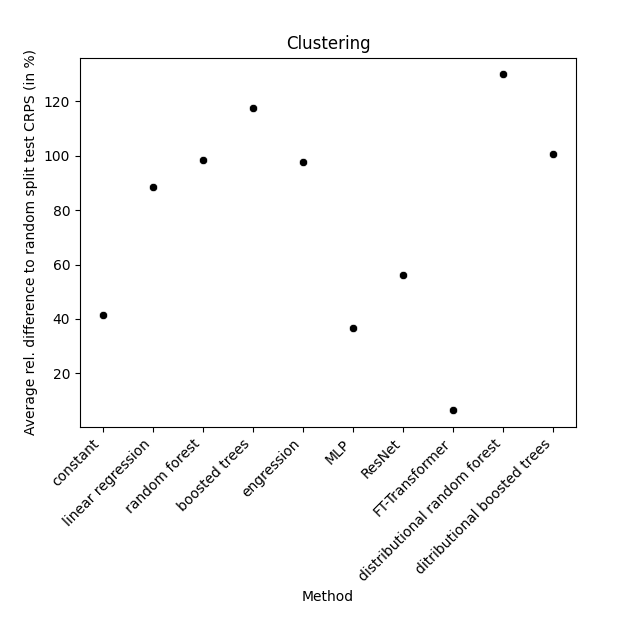 Clustering
Average rel. difference to random split test CRPS (in %)
120
100
80
60
40
20
constant
linear regression
random forest
boosted trees
engression
MLP
ResNet
FT-Transformer
distributional random forest
ditributional boosted trees
Method